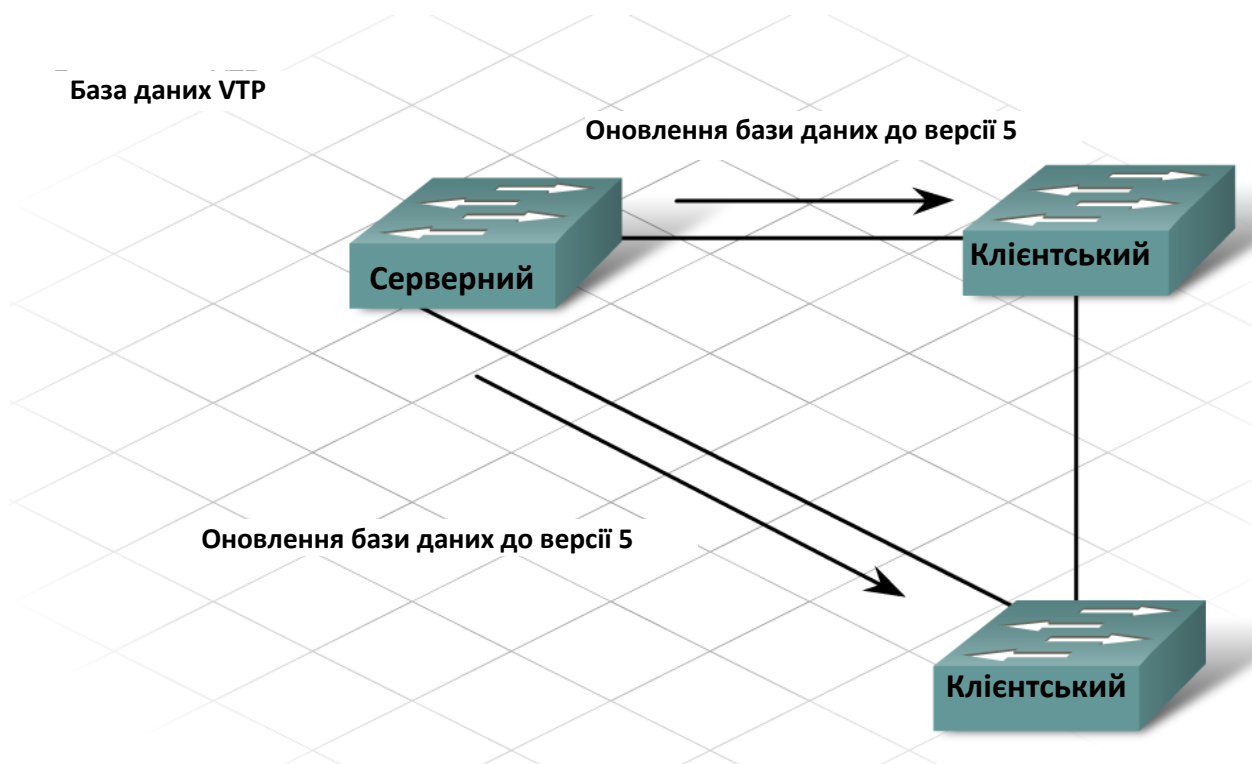 База даних VTP
Оновлення бази даних до версії 5
Серверний
Клієнтський
Оновлення бази даних до версії 5
Клієнтський